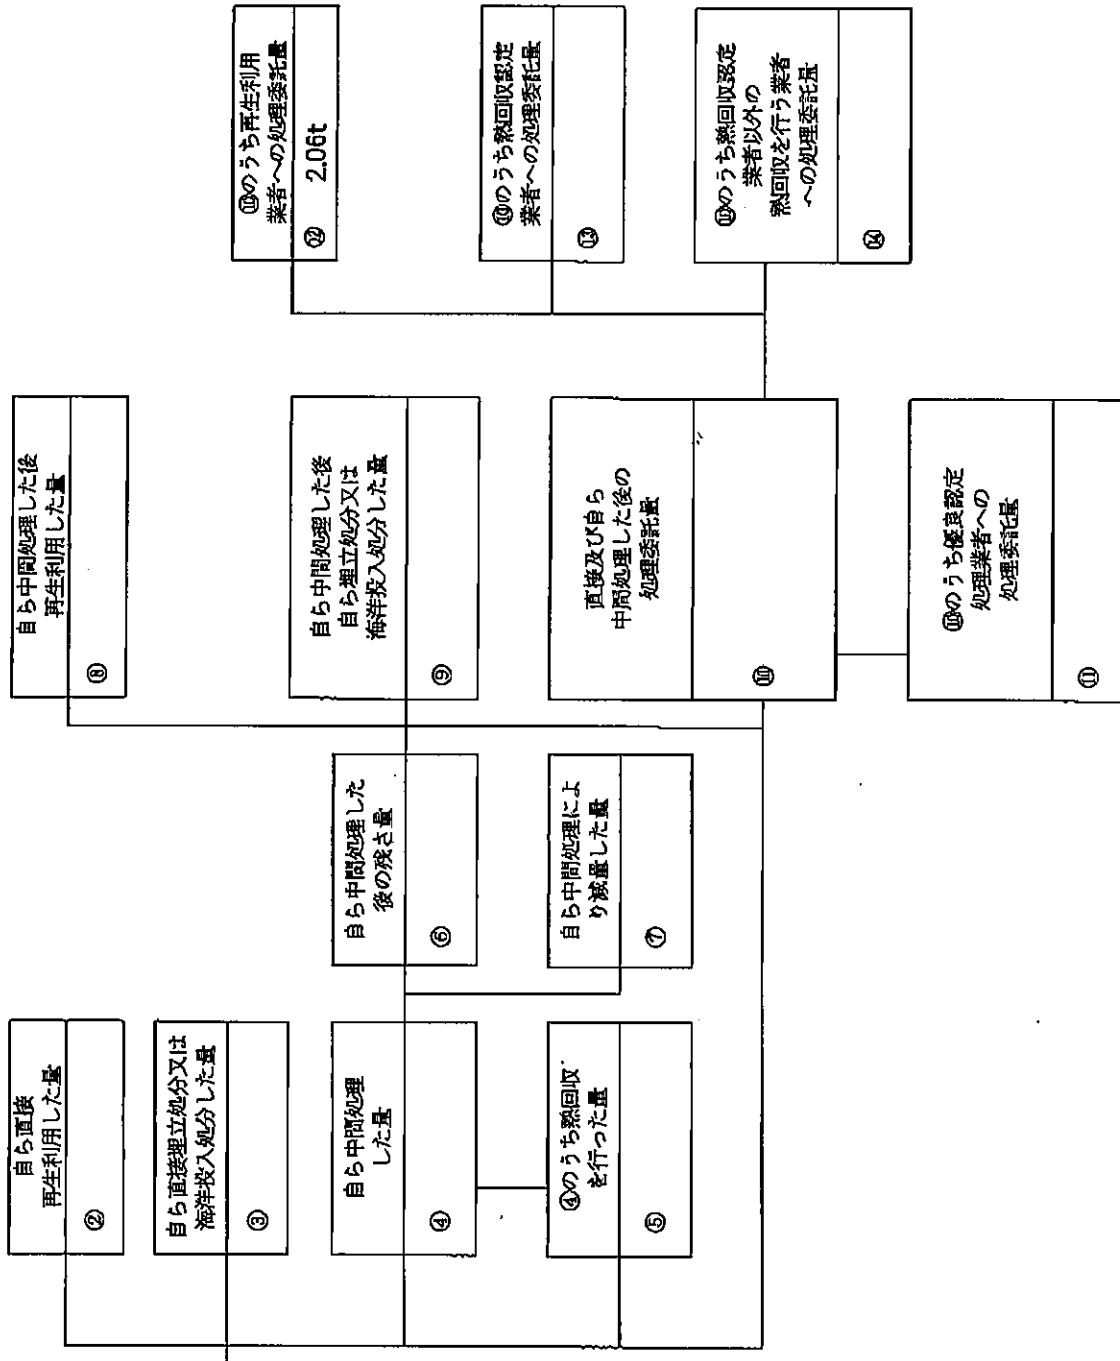 自ら直接
再生利用した量
②
自ら直接埋立処分又は
海洋投入処分した量
③
自ら中間処理
した量
④
④のうち熱回収
を行った量
⑤
自ら中間処理した
後の残さ量
⑥
自ら中間処理によ
り減量した量
⑦
自ら中間処理した後
再生利用した量
⑧
自ら中間処理した後
自ら埋立処分又は
海洋投入処分した量
⑨
直接及び自ら
中間処理した後の
処理委託量
⑩
⑩のうち優良認定
処理業者への
処理委託量
⑪
⑩のうち再生利用
業者への処理委託量
⑫ 2.06t
⑩のうち熱回収認定
業者への処理委託量
⑬
⑩のうち熱回収認定
業者以外の
熱回収を行う業者
への処理委託量
⑭